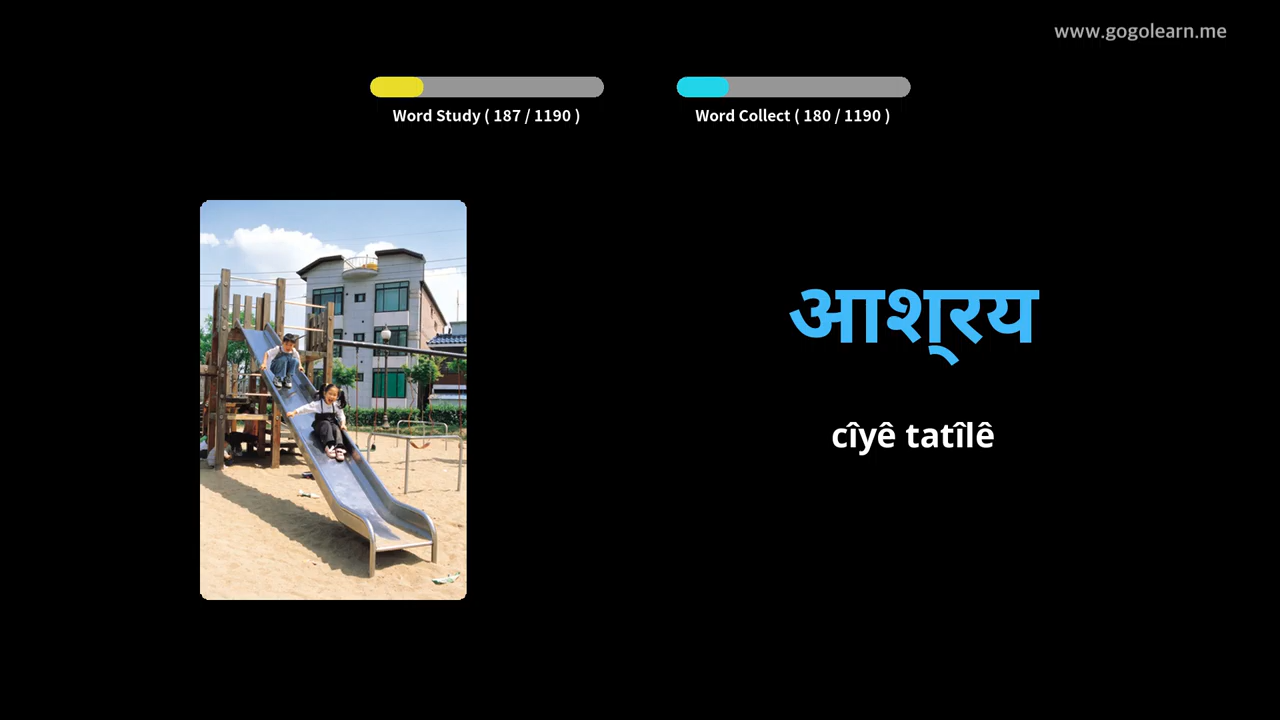 www.gogolearn.me
Word Study ( 187 / 1190 )
Word Collect ( 180 / 1190 )
आश्रय
cîyê tatîlê